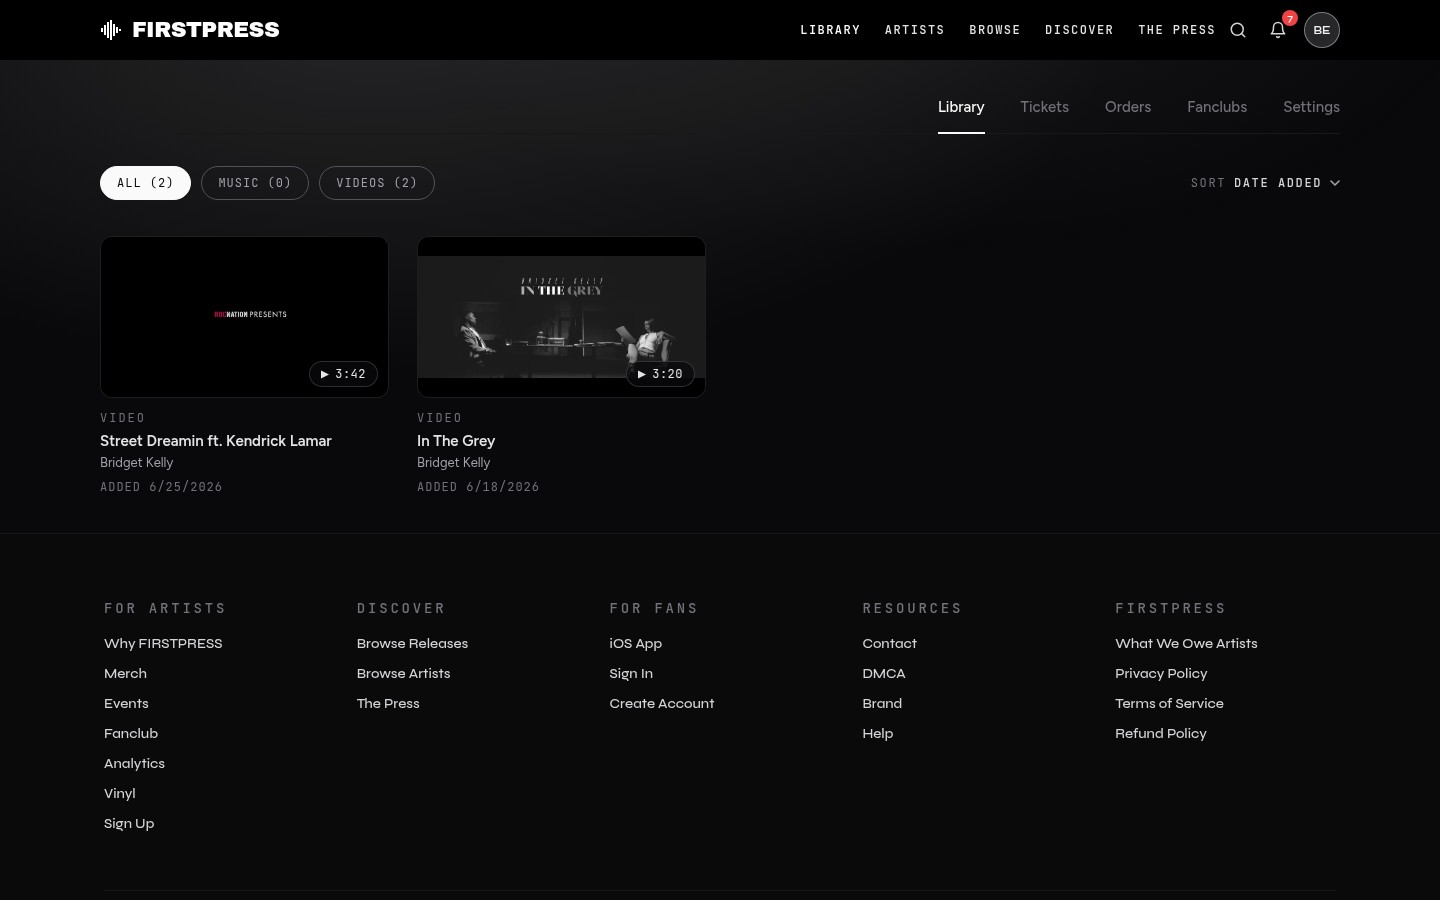 FIRSTPRESS
LIBRARY ARTISTS BROWSE DISCOVER THE PRESS 7 BE
Library Tickets Orders Fanclubs Settings
ALL (2) MUSIC (0) VIDEOS (2) SORT DATE ADDED
ROCNATION PRESENTS
▶ 3:42
BRIDGET KELLY
IN THE GREY
▶ 3:20
VIDEO
Street Dreamin ft. Kendrick Lamar
Bridget Kelly
ADDED 6/25/2026
VIDEO
In The Grey
Bridget Kelly
ADDED 6/18/2026
FOR ARTISTS
Why FIRSTPRESS
Merch
Events
Fanclub
Analytics
Vinyl
Sign Up
DISCOVER
Browse Releases
Browse Artists
The Press
FOR FANS
iOS App
Sign In
Create Account
RESOURCES
Contact
DMCA
Brand
Help
FIRSTPRESS
What We Owe Artists
Privacy Policy
Terms of Service
Refund Policy